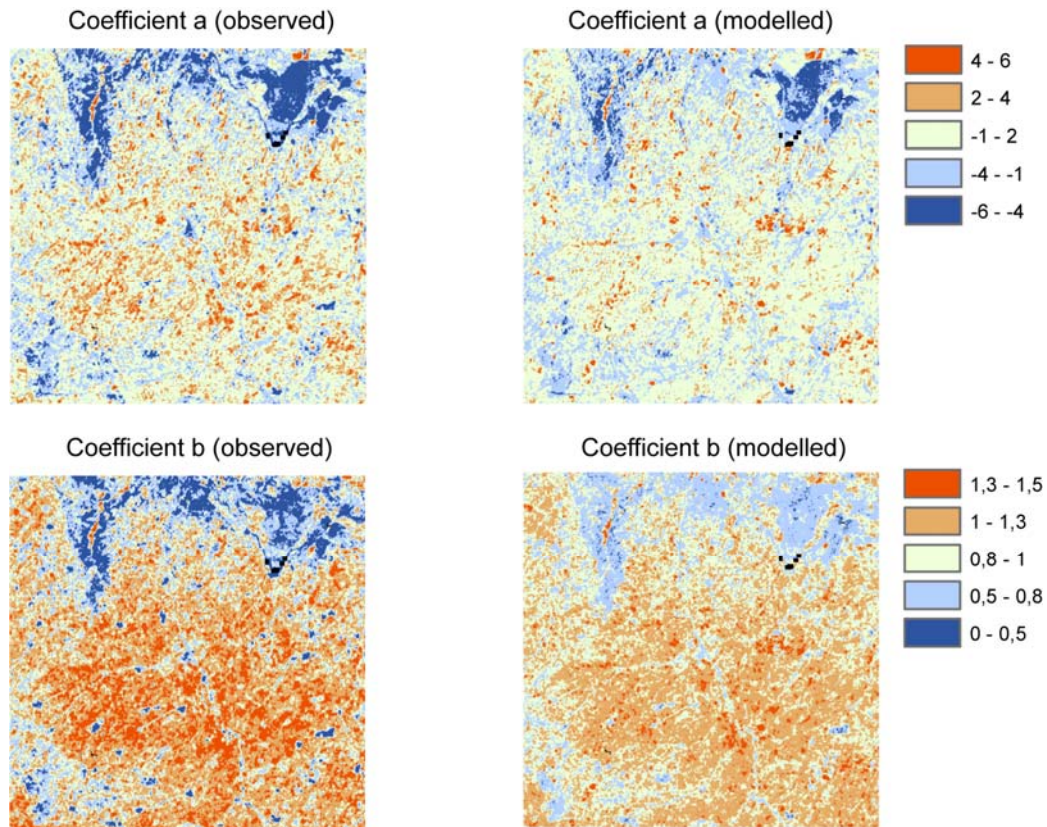 Coefficient a (observed)
Coefficient a (modelled)
4 - 6
2 - 4
-1 - 2
-4 - -1
-6 - -4
Coefficient b (observed)
Coefficient b (modelled)
1,3 - 1,5
1 - 1,3
0,8 - 1
0,5 - 0,8
0 - 0,5